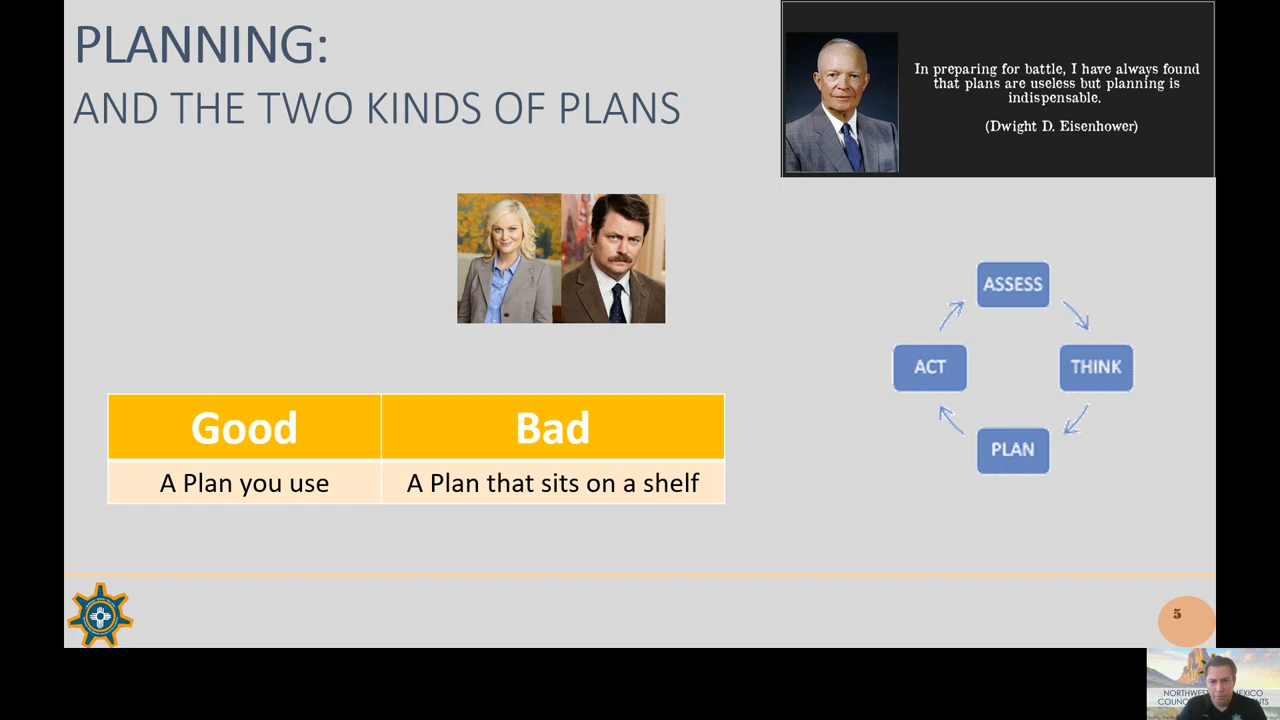 PLANNING:
AND THE TWO KINDS OF PLANS
In preparing for battle, I have always found
that plans are useless but planning is
indispensable.
(Dwight D. Eisenhower)
ASSESS
ACT
THINK
PLAN
Good
Bad
A Plan you use
A Plan that sits on a shelf
5